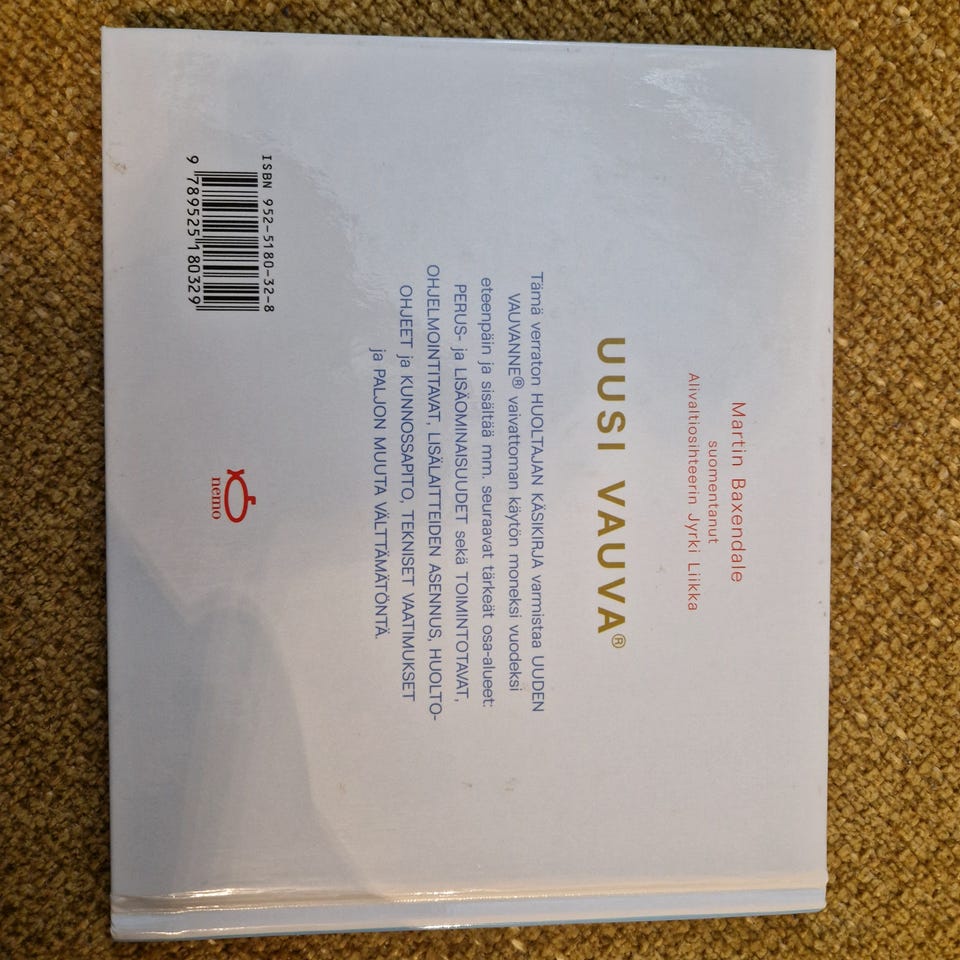 Martin Baxendale
suomentanut
Alivaltiosihteerin Jyrki Liikka
UUSI VAUVA®
Tämä verraton HUOLTAJAN KÄSIKIRJA varmistaa UUDEN
VAUVANNE® vaivattoman käytön moneksi vuodeksi
eteenpäin ja sisältää mm. seuraavat tärkeät osa-alueet:
PERUS- ja LISÄOMINAISUUDET sekä TOIMINTOTAVAT,
OHJELMOINTITAVAT, LISÄLAITTEIDEN ASENNUS, HUOLTO-
OHJEET ja KUNNOSSAPITO, TEKNISET VAATIMUKSET
ja PALJON MUUTA VÄLTTÄMÄTÖNTÄ.
ISBN 952-5180-32-8
9 789525 180329
nemo